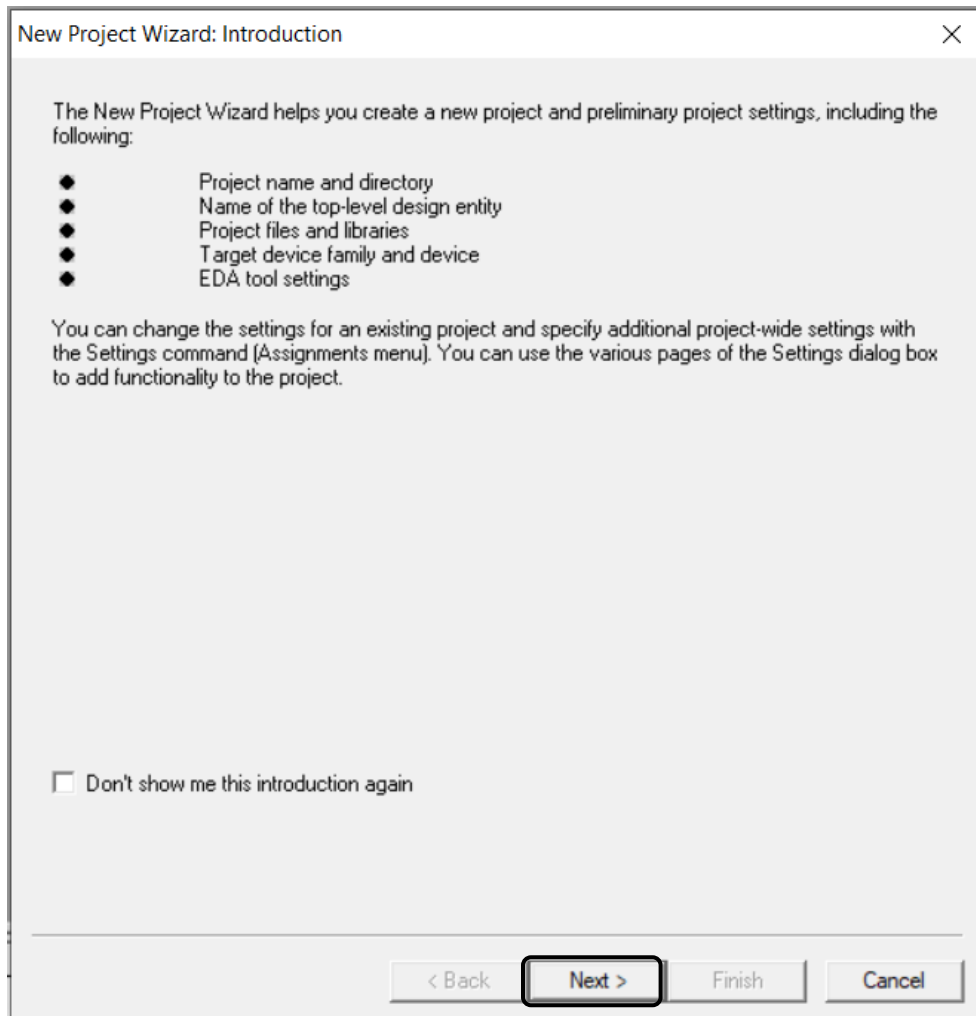 New Project Wizard: Introduction
The New Project Wizard helps you create a new project and preliminary project settings, including the
following:
Project name and directory
Name of the top-level design entity
Project files and libraries
Target device family and device
EDA tool settings
You can change the settings for an existing project and specify additional project-wide settings with
the Settings command (Assignments menu). You can use the various pages of the Settings dialog box
to add functionality to the project.
Don't show me this introduction again
< Back Next > Finish Cancel